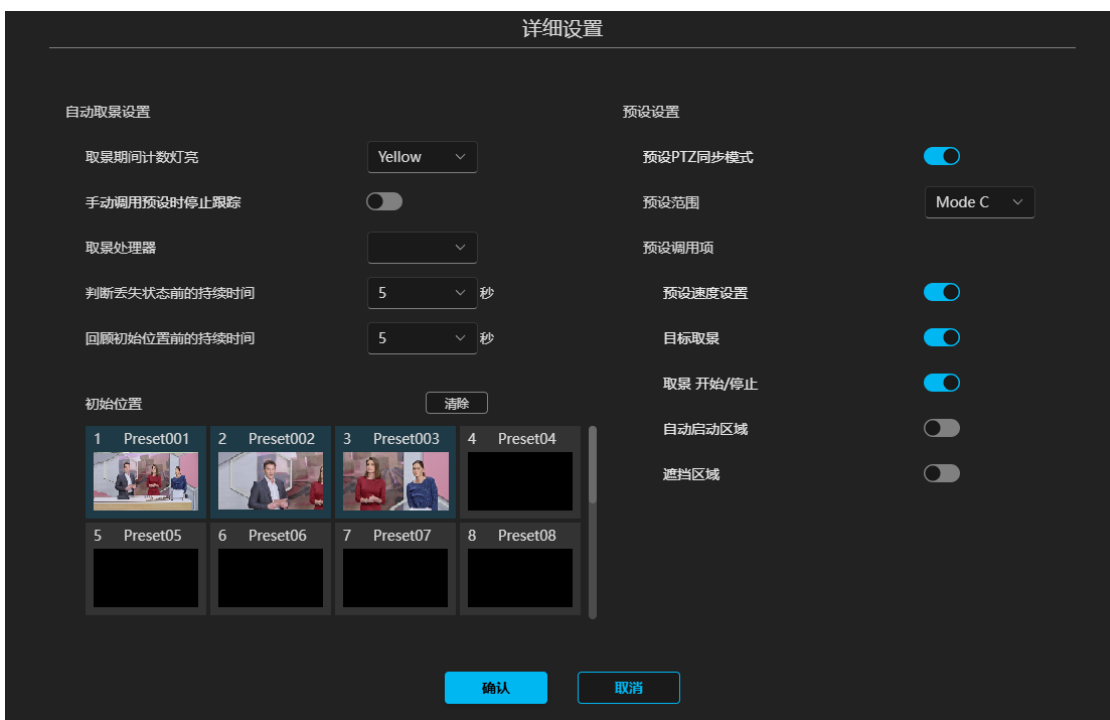 详细设置
自动取景设置
取景期间计数灯亮 Yellow
手动调用预设时停止跟踪
取景处理器
判断丢失状态前的持续时间 5 秒
回顾初始位置前的持续时间 5 秒
初始位置 清除
1 Preset001 2 Preset002 3 Preset003 4 Preset04
5 Preset05 6 Preset06 7 Preset07 8 Preset08
预设设置
预设PTZ同步模式
预设范围 Mode C
预设调用项
预设速度设置
目标取景
取景 开始/停止
自动启动区域
遮挡区域
确认 取消